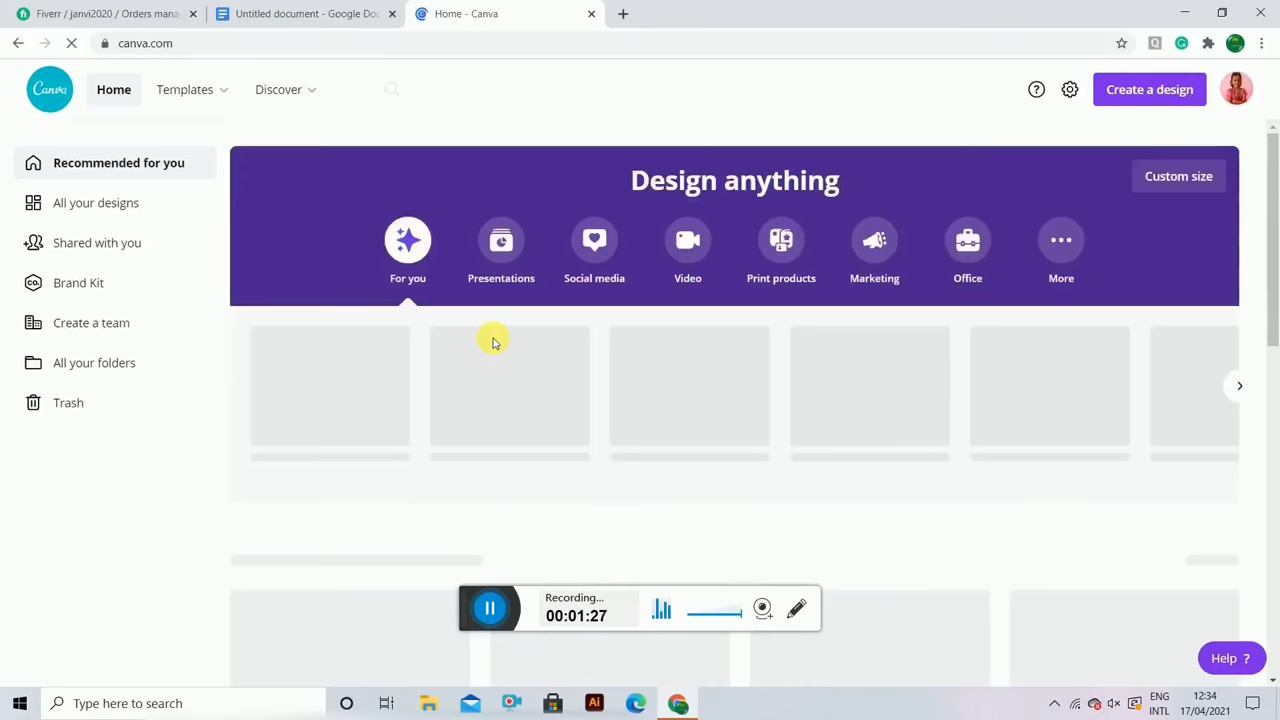 Fiverr / janvi2020 / Orders mana
Untitled document - Google Doc
Home - Canva
canva.com
Canva
Home
Templates
Discover
Create a design
Recommended for you
All your designs
Shared with you
Brand Kit
Create a team
All your folders
Trash
Design anything
Custom size
For you
Presentations
Social media
Video
Print products
Marketing
Office
More
Recording...
00:01:27
Help ?
Type here to search
Ai
ENG
INTL
12:34
17/04/2021